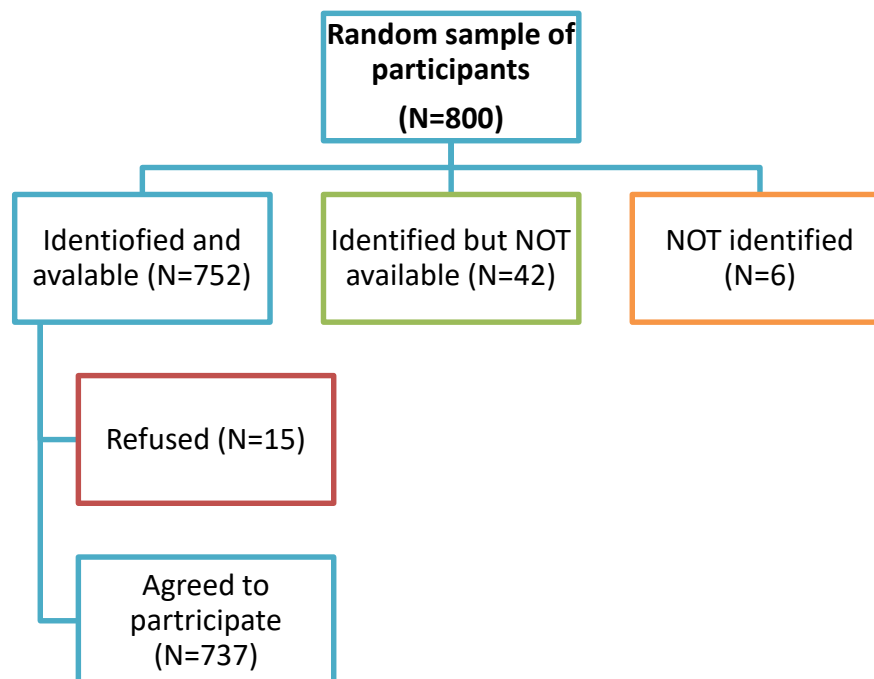 Random sample of
participants
(N=800)
Identiofied and
avalable (N=752)
Identified but NOT
available (N=42)
NOT identified
(N=6)
Refused (N=15)
Agreed to
partricipate
(N=737)